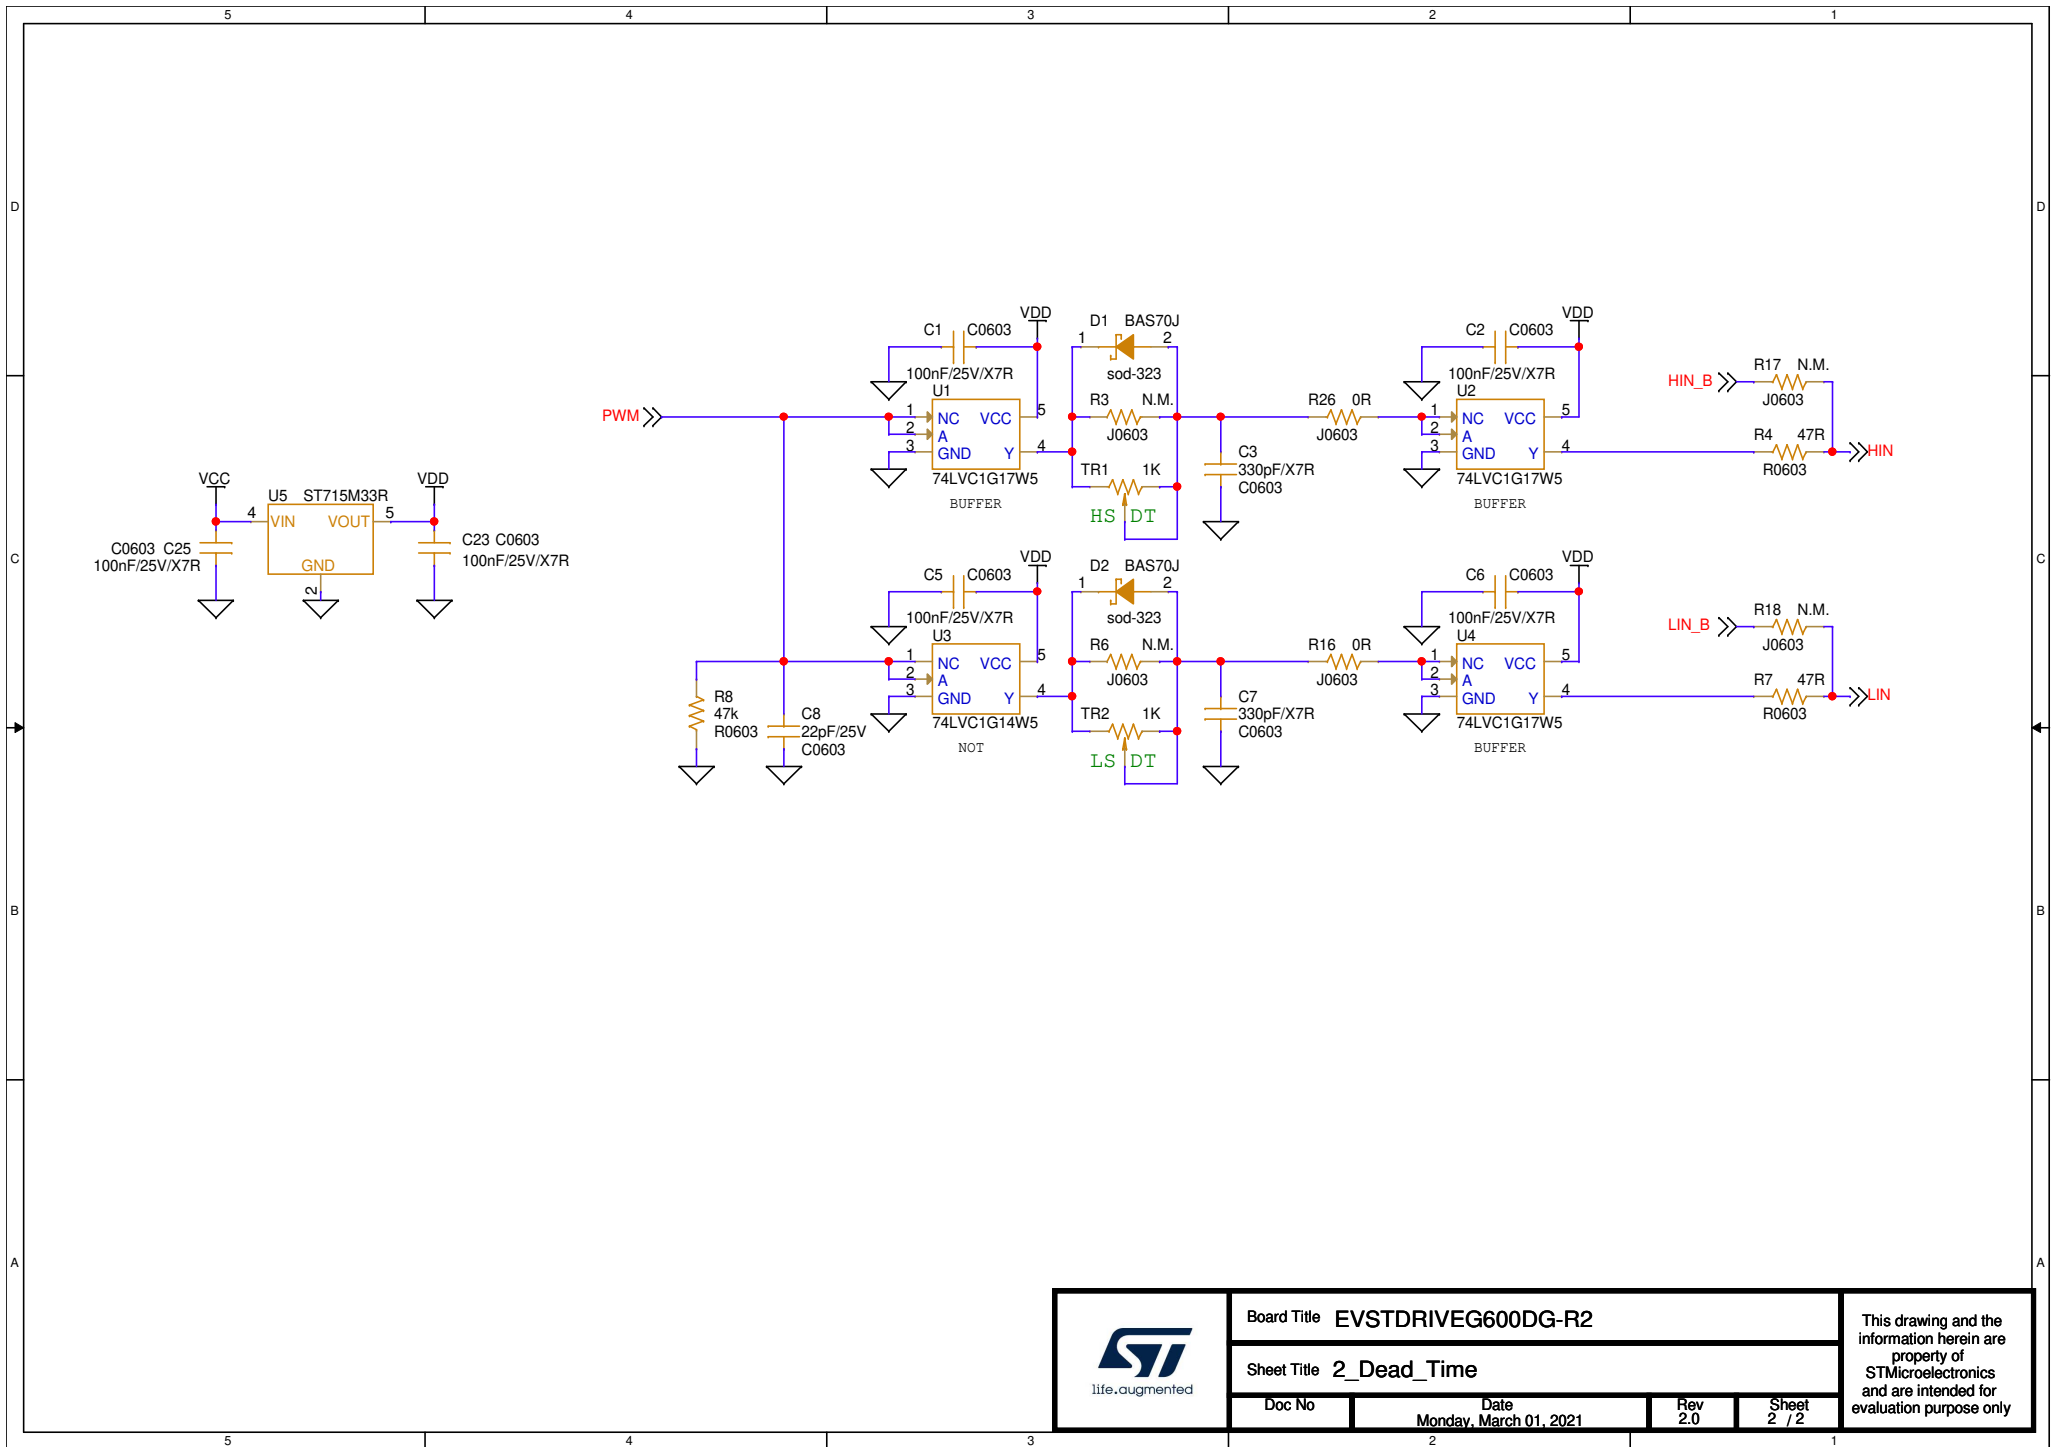 5 4 3 2 1
D D
C C
B B
A A
VCC
U5 ST715M33R
VDD
4 VIN VOUT 5
GND
2
C0603 C25
100nF/25V/X7R
C23 C0603
100nF/25V/X7R
PWM
C1 C0603
VDD
100nF/25V/X7R
U1
1 NC VCC 5
2 A
3 GND Y 4
74LVC1G17W5
BUFFER
D1 BAS70J
1 2
sod-323
R3 N.M.
J0603
TR1 1K
HS DT
C3
330pF/X7R
C0603
R26 0R
J0603
C2 C0603
VDD
100nF/25V/X7R
U2
1 NC VCC 5
2 A
3 GND Y 4
74LVC1G17W5
BUFFER
HIN_B
R17 N.M.
J0603
R4 47R
R0603
HIN
R8
47k
R0603
C8
22pF/25V
C0603
C5 C0603
VDD
100nF/25V/X7R
U3
1 NC VCC 5
2 A
3 GND Y 4
74LVC1G14W5
NOT
D2 BAS70J
1 2
sod-323
R6 N.M.
J0603
TR2 1K
LS DT
C7
330pF/X7R
C0603
R16 0R
J0603
C6 C0603
VDD
100nF/25V/X7R
U4
1 NC VCC 5
2 A
3 GND Y 4
74LVC1G17W5
BUFFER
LIN_B
R18 N.M.
J0603
R7 47R
R0603
LIN
ST
life.augmented
Board Title EVSTDRIVEG600DG-R2
Sheet Title 2_Dead_Time
Doc No
Date
Monday, March 01, 2021
Rev
2.0
Sheet
2 / 2
This drawing and the
information herein are
property of
STMicroelectronics
and are intended for
evaluation purpose only
5 4 3 2 1